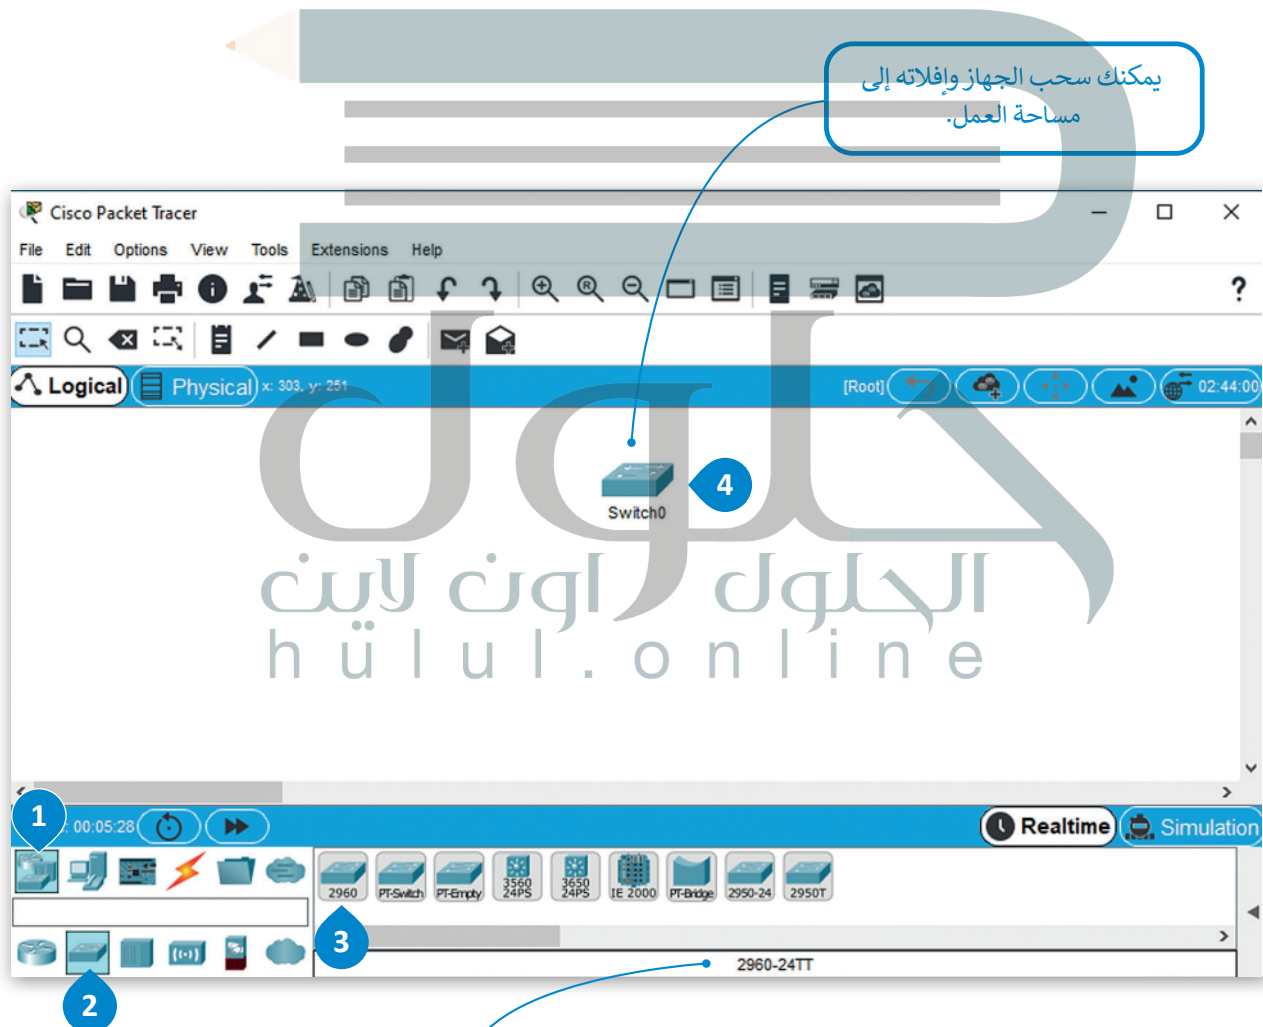 يمكنك سحب الجهاز وإفلاته إلى
مساحة العمل.
Cisco Packet Tracer
File Edit Options View Tools Extensions Help
Logical Physical x: 303, y: 251 [Root] 02:44:00
4
Switch0
حلول
الحلول اون لاين
hülul.online
1 : 00:05:28 Realtime Simulation
2960 PT-Switch PT-Empty 3560 24PS 3650 24PS IE 2000 PT-Bridge 2950-24 2950T
3
2960-24TT
2